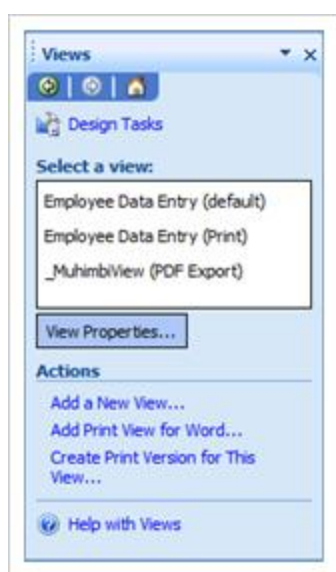 Views
Design Tasks
Select a view:
Employee Data Entry (default)
Employee Data Entry (Print)
_MuhimbiView (PDF Export)
View Properties...
Actions
Add a New View...
Add Print View for Word...
Create Print Version for This
View...
Help with Views